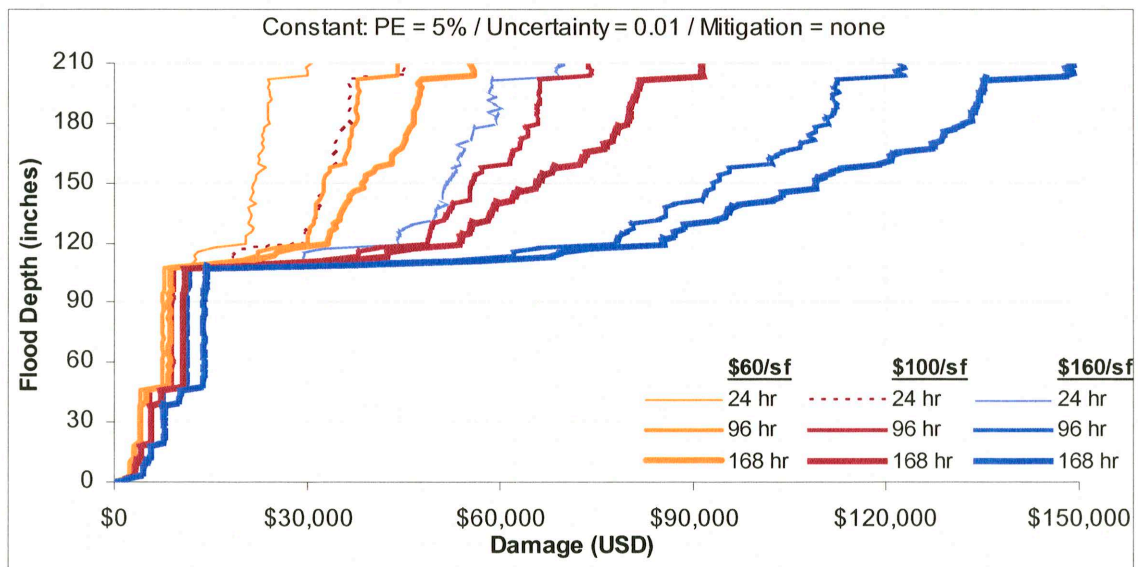 Constant: PE = 5% / Uncertainty = 0.01 / Mitigation = none
210
180
150
120
90
60
30
0
Flood Depth (inches)
$60/sf $100/sf $160/sf
24 hr 24 hr 24 hr
96 hr 96 hr 96 hr
168 hr 168 hr 168 hr
$0 $30,000 $60,000 $90,000 $120,000 $150,000
Damage (USD)